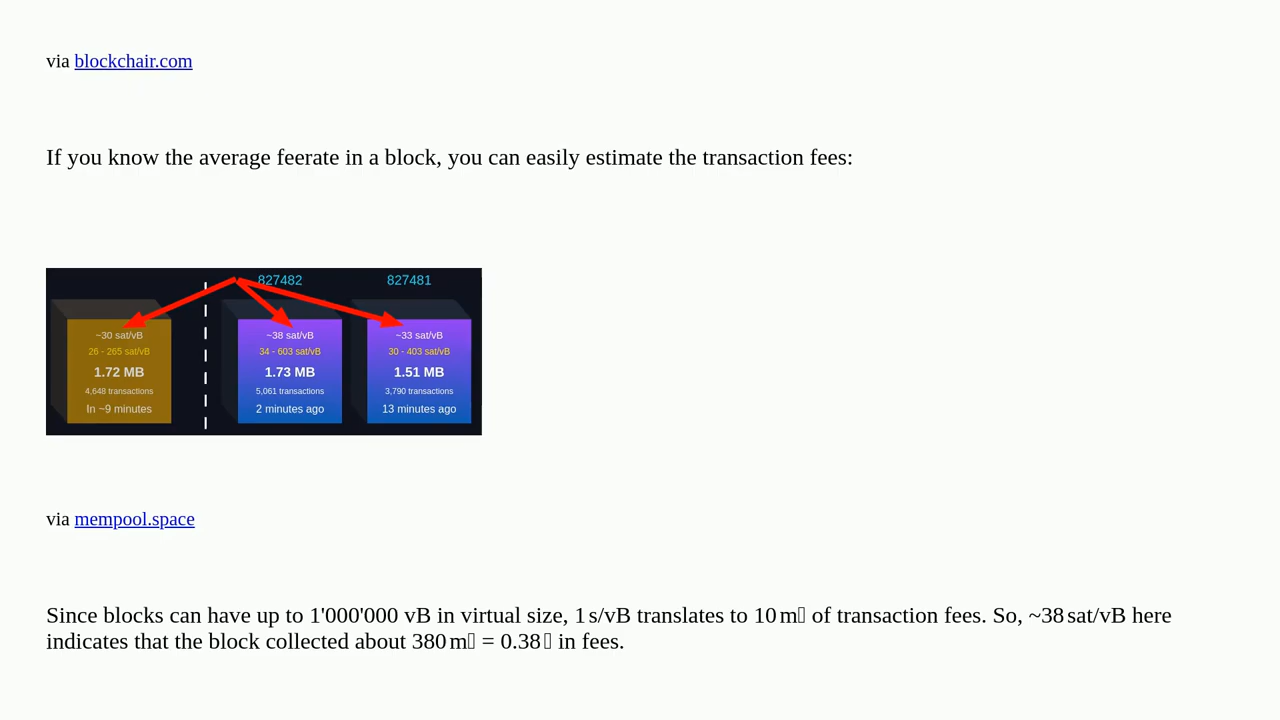 via blockchair.com
If you know the average feerate in a block, you can easily estimate the transaction fees:
827482 827481
~30 sat/vB ~38 sat/vB ~33 sat/vB
26 - 265 sat/vB 34 - 603 sat/vB 30 - 403 sat/vB
1.72 MB 1.73 MB 1.51 MB
4,648 transactions 5,061 transactions 3,790 transactions
In ~9 minutes 2 minutes ago 13 minutes ago
via mempool.space
Since blocks can have up to 1'000'000 vB in virtual size, 1 s/vB translates to 10 m▯ of transaction fees. So, ~38 sat/vB here
indicates that the block collected about 380 m▯ = 0.38 ▯ in fees.